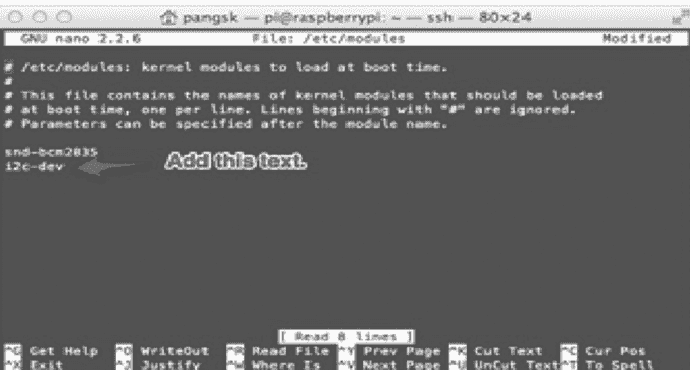 pangsk — pi@raspberrypi: ~ — ssh — 80×24
GNU nano 2.2.6 File: /etc/modules Modified
# /etc/modules: kernel modules to load at boot time.
#
# This file contains the names of kernel modules that should be loaded
# at boot time, one per line. Lines beginning with "#" are ignored.
# Parameters can be specified after the module name.
snd-bcm2835
i2c-dev Add this text.
[ Read 8 lines ]
^G Get Help ^O WriteOut ^R Read File ^Y Prev Page ^K Cut Text ^C Cur Pos
^X Exit ^J Justify ^W Where Is ^V Next Page ^U UnCut Text ^T To Spell